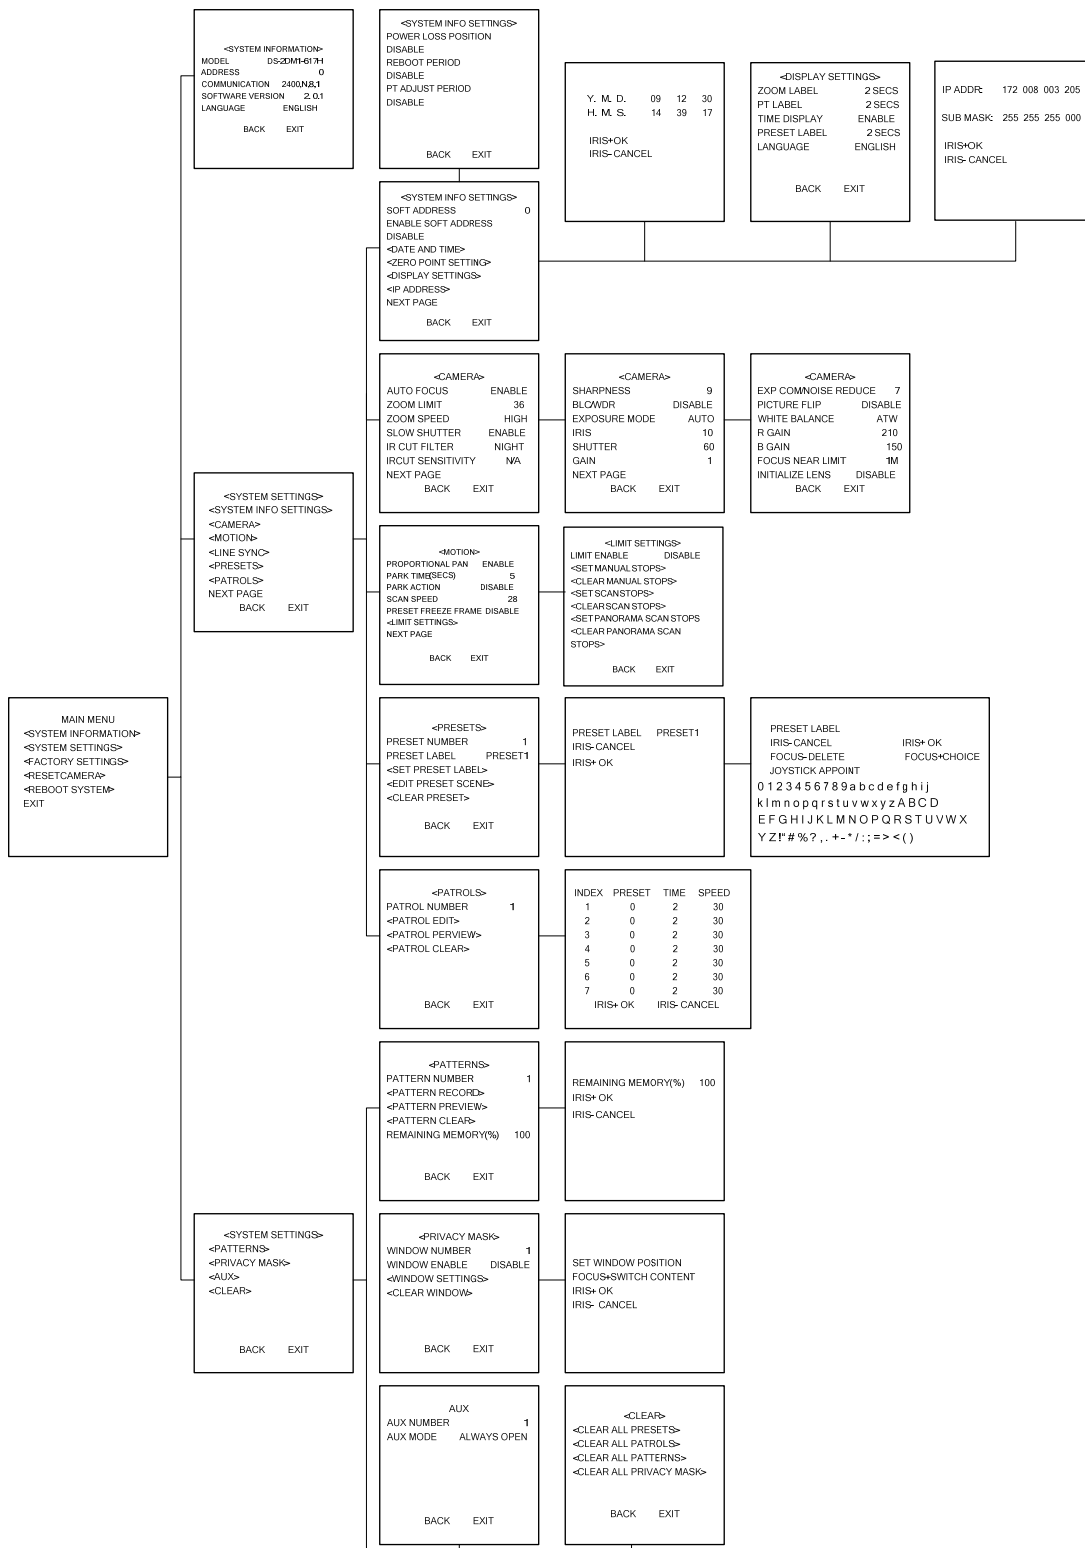 <SYSTEM INFORMATION>
MODEL DS-2DM1-617H
ADDRESS 0
COMMUNICATION 2400,N,8,1
SOFTWARE VERSION 2. 0.1
LANGUAGE ENGLISH
BACK EXIT
<SYSTEM INFO SETTINGS>
POWER LOSS POSITION
DISABLE
REBOOT PERIOD
DISABLE
PT ADJUST PERIOD
DISABLE
BACK EXIT
Y. M. D. 09 12 30
H. M. S. 14 39 17
IRIS+OK
IRIS-CANCEL
<DISPLAY SETTINGS>
ZOOM LABEL 2 SECS
PT LABEL 2 SECS
TIME DISPLAY ENABLE
PRESET LABEL 2 SECS
LANGUAGE ENGLISH
BACK EXIT
IP ADDR: 172 008 003 205
SUB MASK: 255 255 255 000
IRIS+OK
IRIS-CANCEL
<SYSTEM INFO SETTINGS>
SOFT ADDRESS 0
ENABLE SOFT ADDRESS
DISABLE
<DATE AND TIME>
<ZERO POINT SETTING>
<DISPLAY SETTINGS>
<IP ADDRESS>
NEXT PAGE
BACK EXIT
<CAMERA>
AUTO FOCUS ENABLE
ZOOM LIMIT 36
ZOOM SPEED HIGH
SLOW SHUTTER ENABLE
IR CUT FILTER NIGHT
IRCUT SENSITIVITY N/A
NEXT PAGE
BACK EXIT
<CAMERA>
SHARPNESS 9
BLC/WDR DISABLE
EXPOSURE MODE AUTO
IRIS 10
SHUTTER 60
GAIN 1
NEXT PAGE
BACK EXIT
<CAMERA>
EXP COM/NOISE REDUCE 7
PICTURE FLIP DISABLE
WHITE BALANCE ATW
R GAIN 210
B GAIN 150
FOCUS NEAR LIMIT 1M
INITIALIZE LENS DISABLE
BACK EXIT
<SYSTEM SETTINGS>
<SYSTEM INFO SETTINGS>
<CAMERA>
<MOTION>
<LINE SYNC>
<PRESETS>
<PATROLS>
NEXT PAGE
BACK EXIT
<MOTION>
PROPORTIONAL PAN ENABLE
PARK TIME(SECS) 5
PARK ACTION DISABLE
SCAN SPEED 28
PRESET FREEZE FRAME DISABLE
<LIMIT SETTINGS>
NEXT PAGE
BACK EXIT
<LIMIT SETTINGS>
LIMIT ENABLE DISABLE
<SET MANUAL STOPS>
<CLEAR MANUAL STOPS>
<SET SCAN STOPS>
<CLEAR SCAN STOPS>
<SET PANORAMA SCAN STOPS
<CLEAR PANORAMA SCAN
STOPS>
BACK EXIT
MAIN MENU
<SYSTEM INFORMATION>
<SYSTEM SETTINGS>
<FACTORY SETTINGS>
<RESETCAMERA>
<REBOOT SYSTEM>
EXIT
<PRESETS>
PRESET NUMBER 1
PRESET LABEL PRESET1
<SET PRESET LABEL>
<EDIT PRESET SCENE>
<CLEAR PRESET>
BACK EXIT
PRESET LABEL PRESET1
IRIS-CANCEL
IRIS+ OK
PRESET LABEL
IRIS-CANCEL IRIS+ OK
FOCUS-DELETE FOCUS+CHOICE
JOYSTICK APPOINT
0 1 2 3 4 5 6 7 8 9 a b c d e f g h i j
k l m n o p q r s t u v w x y z A B C D
E F G H I J K L M N O P Q R S T U V W X
Y Z ! " # % ? , . + - * / : ; = > < ( )
<PATROLS>
PATROL NUMBER 1
<PATROL EDIT>
<PATROL PERVIEW>
<PATROL CLEAR>
BACK EXIT
INDEX PRESET TIME SPEED
1 0 2 30
2 0 2 30
3 0 2 30
4 0 2 30
5 0 2 30
6 0 2 30
7 0 2 30
IRIS+ OK IRIS- CANCEL
<PATTERNS>
PATTERN NUMBER 1
<PATTERN RECORD>
<PATTERN PREVIEW>
<PATTERN CLEAR>
REMAINING MEMORY(%) 100
BACK EXIT
REMAINING MEMORY(%) 100
IRIS+ OK
IRIS-CANCEL
<SYSTEM SETTINGS>
<PATTERNS>
<PRIVACY MASK>
<AUX>
<CLEAR>
BACK EXIT
<PRIVACY MASK>
WINDOW NUMBER 1
WINDOW ENABLE DISABLE
<WINDOW SETTINGS>
<CLEAR WINDOW>
BACK EXIT
SET WINDOW POSITION
FOCUS+SWITCH CONTENT
IRIS+ OK
IRIS- CANCEL
AUX
AUX NUMBER 1
AUX MODE ALWAYS OPEN
BACK EXIT
<CLEAR>
<CLEAR ALL PRESETS>
<CLEAR ALL PATROLS>
<CLEAR ALL PATTERNS>
<CLEAR ALL PRIVACY MASK>
BACK EXIT